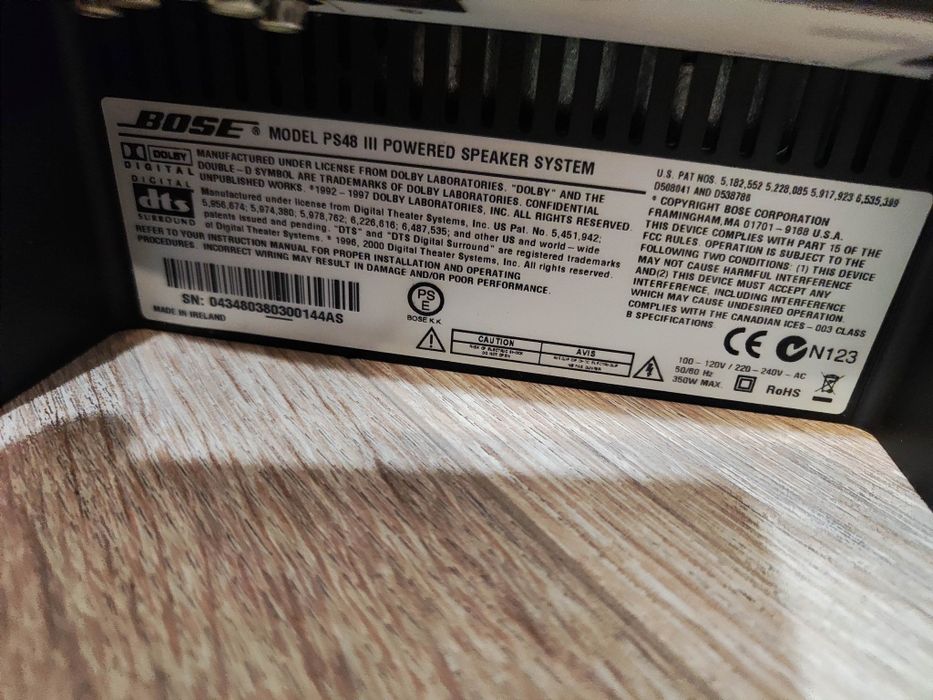 BOSE ® MODEL PS48 III POWERED SPEAKER SYSTEM
DOLBY
DIGITAL
MANUFACTURED UNDER LICENSE FROM DOLBY LABORATORIES. "DOLBY" AND THE
DOUBLE-D SYMBOL ARE TRADEMARKS OF DOLBY LABORATORIES. CONFIDENTIAL
UNPUBLISHED WORKS. ®1992-1997 DOLBY LABORATORIES, INC. ALL RIGHTS RESERVED.
DIGITAL
dts
SURROUND
Manufactured under license from Digital Theater Systems, Inc. US Pat. No. 5,451,942;
5,956,674; 5,974,380; 5,978,762; 6,226,616; 6,487,535; and other US and world-wide
patents issued and pending. "DTS" and "DTS Digital Surround" are registered trademarks
of Digital Theater Systems. ® 1996, 2000 Digital Theater Systems, Inc. All rights reserved.
REFER TO YOUR INSTRUCTION MANUAL FOR PROPER INSTALLATION AND OPERATING
PROCEDURES. INCORRECT WIRING MAY RESULT IN DAMAGE AND/OR POOR PERFORMANCE.
SN: 043480380300144AS
MADE IN IRELAND
PS
E
BOSE K.K
CAUTION
RISK OF ELECTRIC SHOCK
DO NOT OPEN
AVIS
U.S. PAT NOS. 5,182,552 5,228,085 5,917,923 6,535,399
D508041 AND D538786
® COPYRIGHT BOSE CORPORATION
FRAMINGHAM, MA 01701-9168 U.S.A.
THIS DEVICE COMPLIES WITH PART 15 OF THE
FCC RULES. OPERATION IS SUBJECT TO THE
FOLLOWING TWO CONDITIONS: (1) THIS DEVICE
MAY NOT CAUSE HARMFUL INTERFERENCE
AND(2) THIS DEVICE MUST ACCEPT ANY
INTERFERENCE, INCLUDING INTERFERENCE
WHICH MAY CAUSE UNDESIRED OPERATION.
COMPLIES WITH THE CANADIAN ICES-003 CLASS
B SPECIFICATIONS.
CE N123
100-120V / 220-240V~AC
50/60 Hz
350W MAX. RoHS